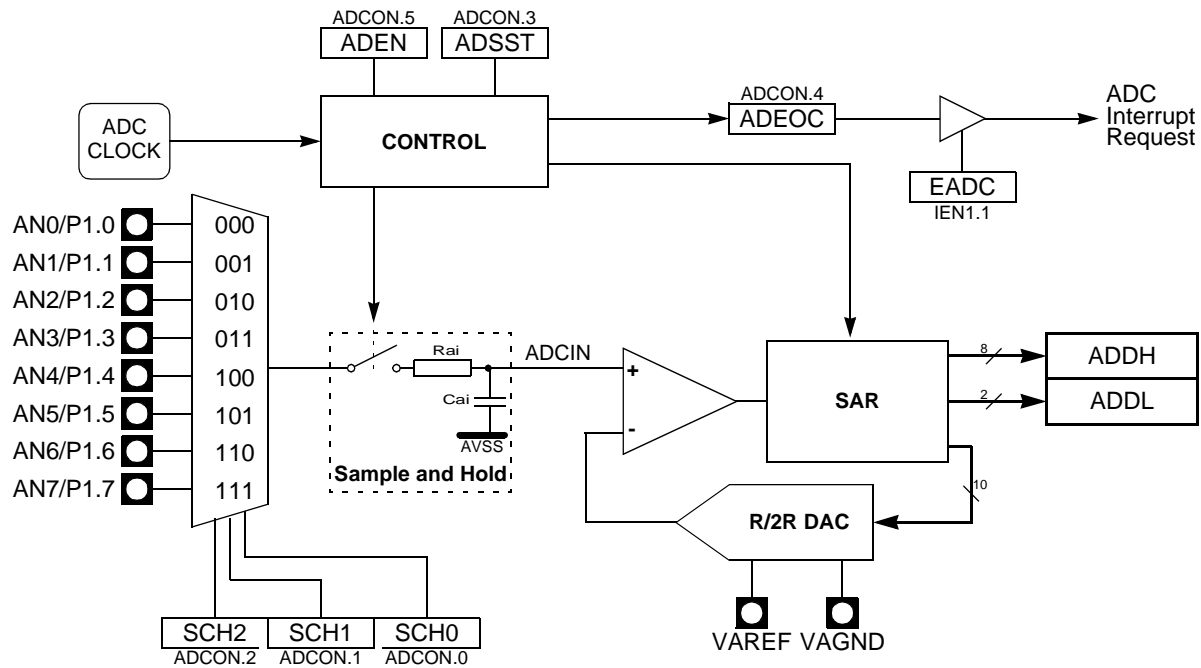 ADCON.5
ADEN
ADCON.3
ADSST
ADC
CLOCK
CONTROL
ADCON.4
ADEOC
ADC
Interrupt
Request
EADC
IEN1.1
AN0/P1.0
000
AN1/P1.1
001
AN2/P1.2
010
AN3/P1.3
011
AN4/P1.4
100
AN5/P1.5
101
AN6/P1.6
110
AN7/P1.7
111
Rai
Cai
AVSS
Sample and Hold
ADCIN
+
-
SAR
8
ADDH
2
ADDL
10
R/2R DAC
VAREF
VAGND
SCH2
SCH1
SCH0
ADCON.2
ADCON.1
ADCON.0